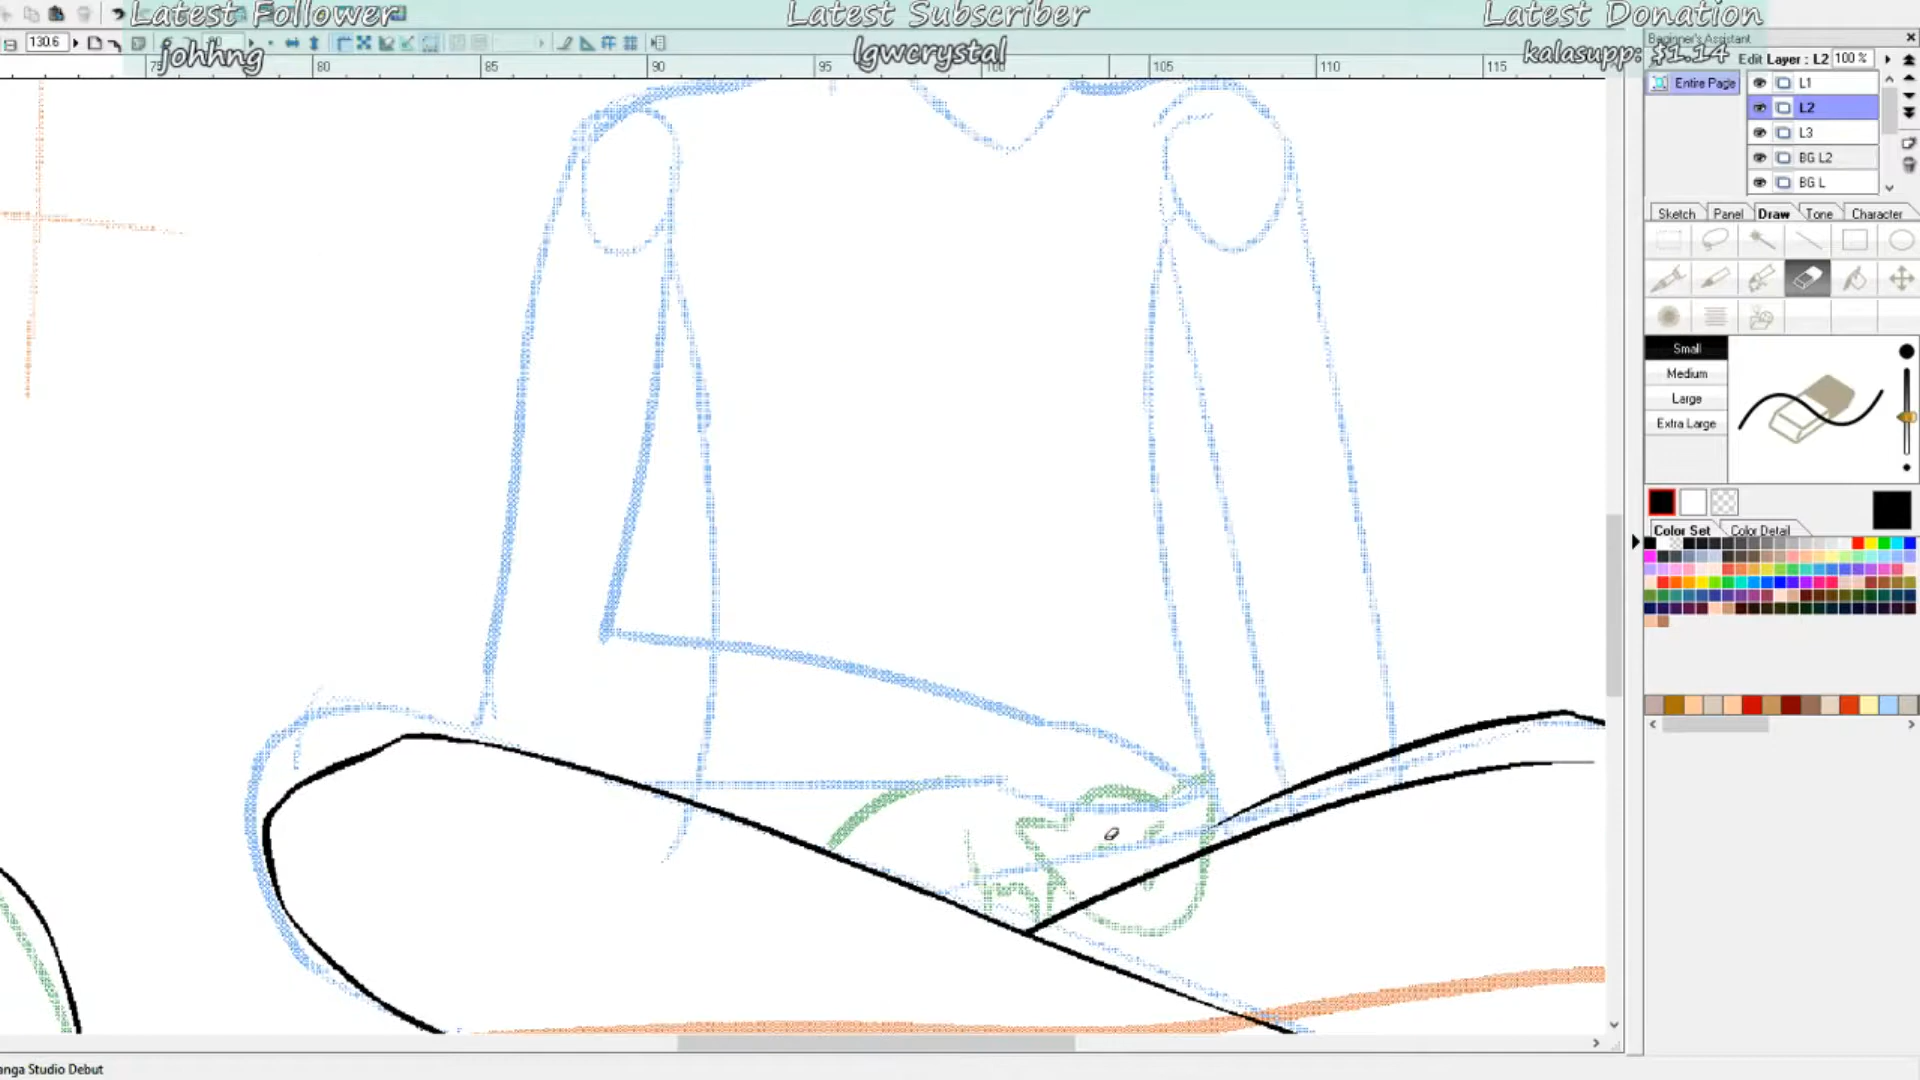 Latest Follower
Latest Subscriber
Latest Donation
johhng
lgwcrystal
kalasupp: $1.14
Beginner's Assistant
130.6
Edit Layer : L2 100 %
75 80 85 90 95 100 105 110 115
Entire Page
L1
L2
L3
BG L2
BG L
Sketch Panel Draw Tone Character
Small
Medium
Large
Extra Large
Color Set Color Detail
anga Studio Debut